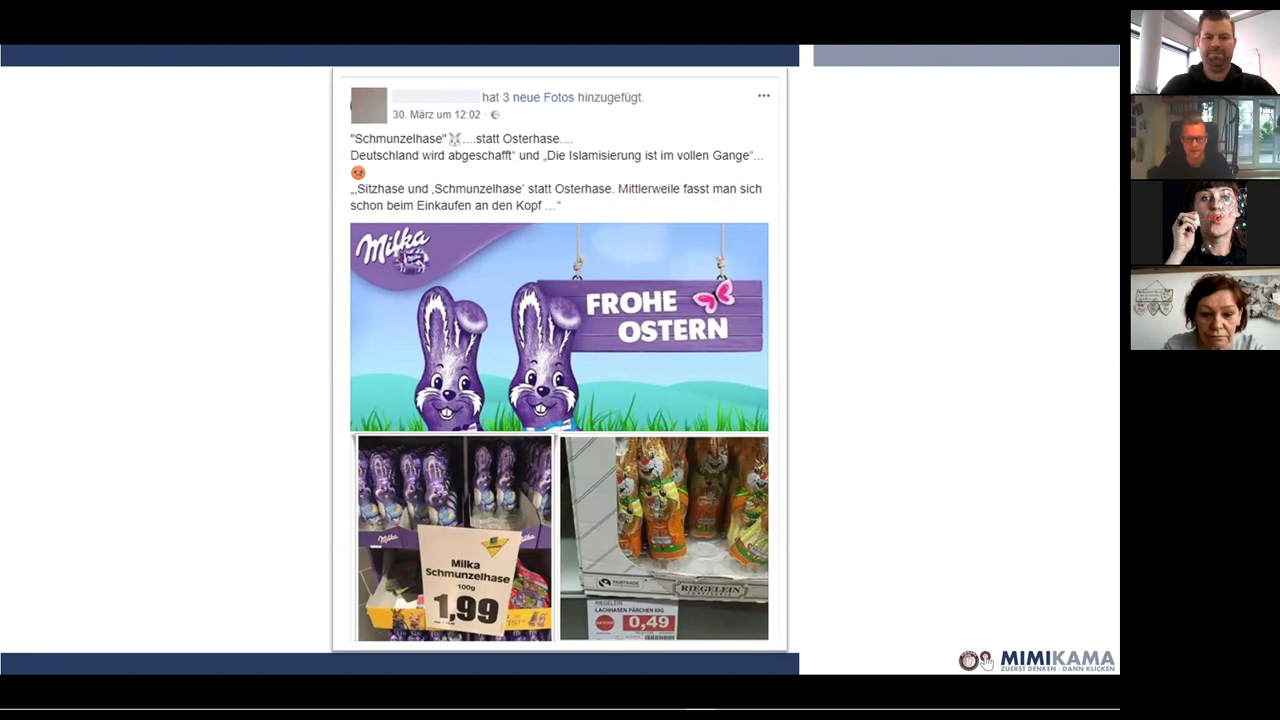 hat 3 neue Fotos hinzugefügt.
30. März um 12:02 ·
"Schmunzelhase"🐰....statt Osterhase....
Deutschland wird abgeschafft“ und „Die Islamisierung ist im vollen Gange“...
😡
„‚Sitzhase und ‚Schmunzelhase‘ statt Osterhase. Mittlerweile fasst man sich
schon beim Einkaufen an den Kopf …“
Milka
FROHE
OSTERN
Milka
Milka
Schmunzelhase
100g
1,99
FAIRTRADE
RIEGELEIN
CONFISERIE
RIEGELEIN
LACHHASEN PÄRCHEN 60G
0,49
MIMIKAMA
ZUERST DENKEN - DANN KLICKEN